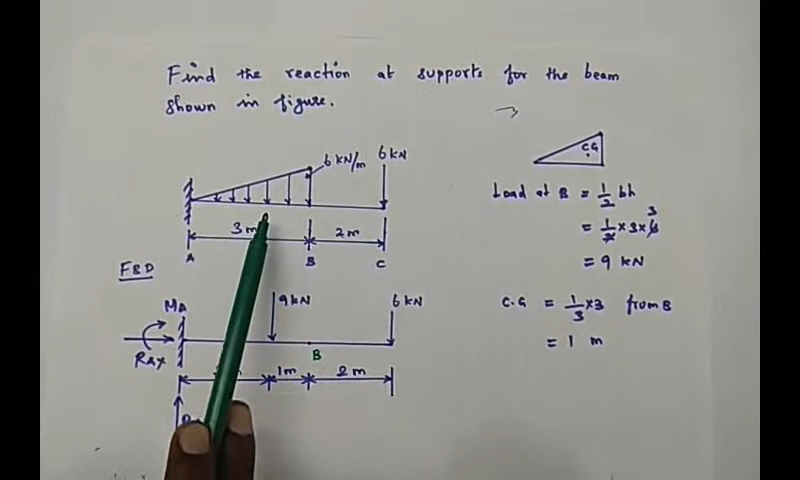 Find the reaction at supports for the beam
shown in figure.
6 kN/m
6 kN
3 m
2 m
A
B
C
FBD
MA
RAX
9 kN
6 kN
B
1m
2 m
C.G
Load at B = 1/2 bh
= 1/2 x 3 x 6 3
= 9 kN
C.G = 1/3 x 3 from B
= 1 m